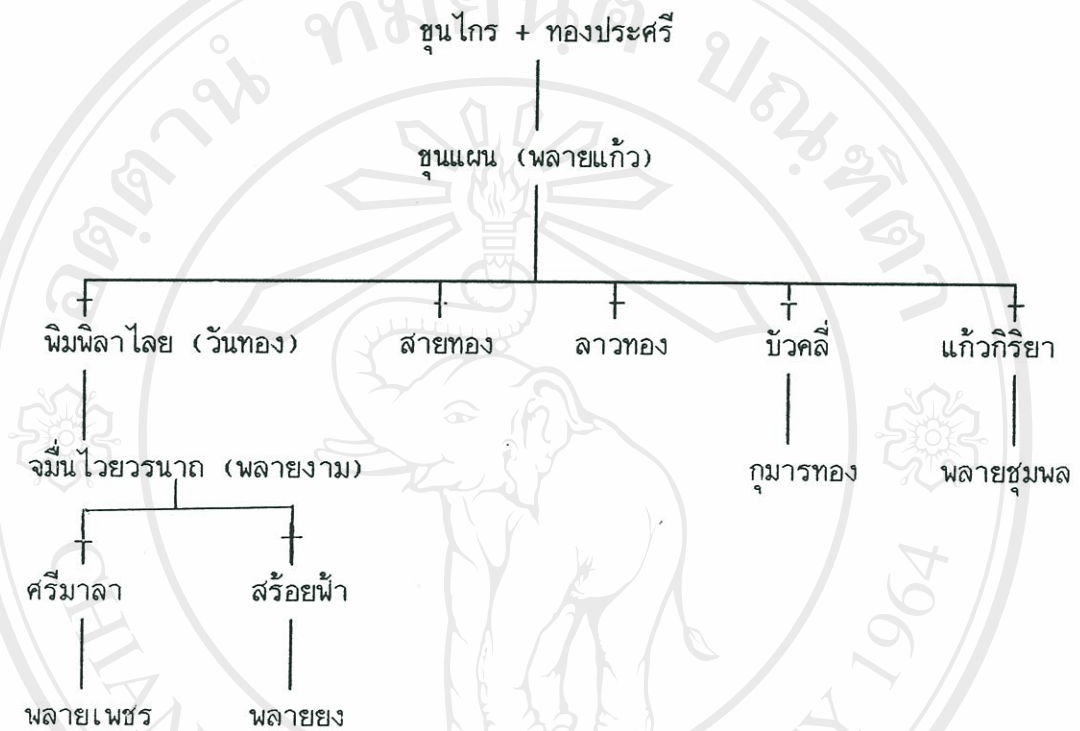 ขุนไกร + ทองประศรี
ขุนแผน (พลายแก้ว)
พิมพิลาไลย (วันทอง) สายทอง ลาวทอง บัวคลี่ แก้วกิริยา
จมื่นไวยวรนาถ (พลายงาม) กุมารทอง พลายชุมพล
ศรีมาลา สร้อยฟ้า
พลายเพชร พลายยง